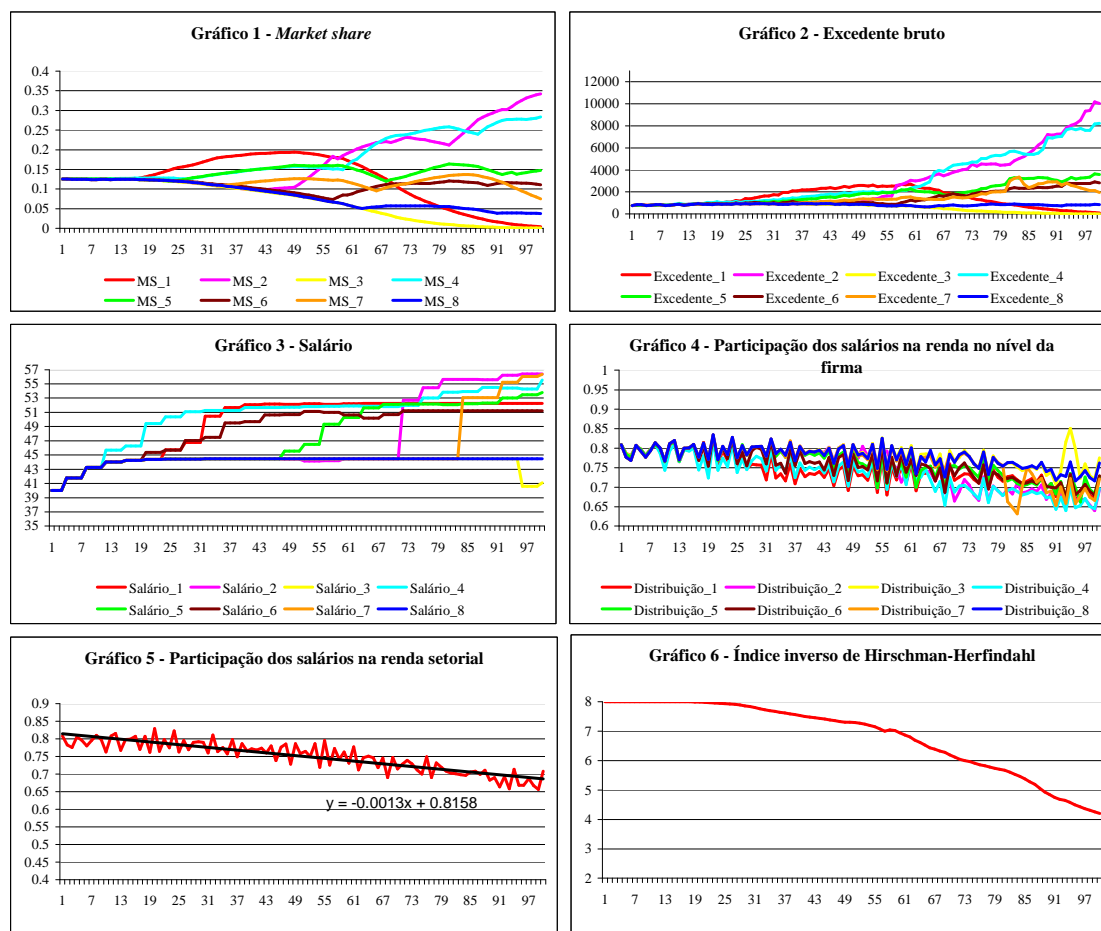 Gráfico 1 - Market share
0.4
0.35
0.3
0.25
0.2
0.15
0.1
0.05
0
1 7 13 19 25 31 37 43 49 55 61 67 73 79 85 91 97
MS_1 MS_2 MS_3 MS_4
MS_5 MS_6 MS_7 MS_8
Gráfico 2 - Excedente bruto
12000
10000
8000
6000
4000
2000
0
1 7 13 19 25 31 37 43 49 55 61 67 73 79 85 91 97
Excedente_1 Excedente_2 Excedente_3 Excedente_4
Excedente_5 Excedente_6 Excedente_7 Excedente_8
Gráfico 3 - Salário
57
55
53
51
49
47
45
43
41
39
37
35
1 7 13 19 25 31 37 43 49 55 61 67 73 79 85 91 97
Salário_1 Salário_2 Salário_3 Salário_4
Salário_5 Salário_6 Salário_7 Salário_8
Gráfico 4 - Participação dos salários na renda no nível da
firma
1
0.95
0.9
0.85
0.8
0.75
0.7
0.65
0.6
1 7 13 19 25 31 37 43 49 55 61 67 73 79 85 91 97
Distribuição_1 Distribuição_2 Distribuição_3 Distribuição_4
Distribuição_5 Distribuição_6 Distribuição_7 Distribuição_8
Gráfico 5 - Participação dos salários na renda setorial
0.9
0.85
0.8
0.75
0.7
0.65
0.6
0.55
0.5
0.45
0.4
y = -0.0013x + 0.8158
1 7 13 19 25 31 37 43 49 55 61 67 73 79 85 91 97
Gráfico 6 - Índice inverso de Hirschman-Herfindahl
8
7
6
5
4
3
2
1 7 13 19 25 31 37 43 49 55 61 67 73 79 85 91 97